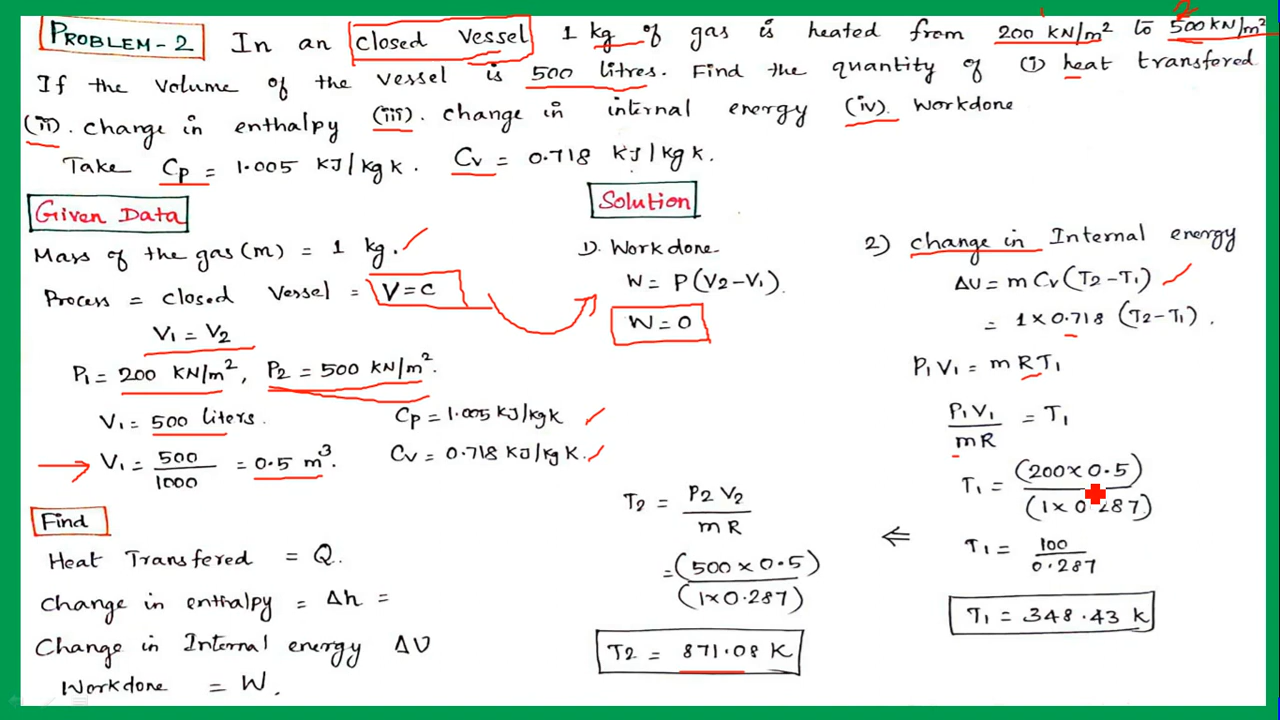 PROBLEM-2 In an closed vessel 1 kg of gas is heated from 200 KN/m² to 500 KN/m²
If the volume of the vessel is 500 litres. Find the quantity of (i) heat transfered
(ii). change in enthalpy (iii). change in internal energy (iv). Workdone
Take Cp = 1.005 KJ/kg K. Cv = 0.718 KJ/kg K.
Given Data
Mass of the gas (m) = 1 kg.
Process = closed Vessel = V=C
V1 = V2
P1 = 200 KN/m², P2 = 500 KN/m².
V1 = 500 liters.
V1 = 500/1000 = 0.5 m³.
Cp = 1.005 KJ/kg K
Cv = 0.718 KJ/kg K.
Find
Heat Transfered = Q.
Change in enthalpy = Δh =
Change in Internal energy ΔU
Workdone = W.
Solution
1). Workdone
W = P(V2-V1).
W = 0
2) change in Internal energy
ΔU = m Cv (T2-T1)
= 1 × 0.718 (T2-T1).
P1 V1 = m R T1
P1 V1 / mR = T1
T1 = (200 × 0.5) / (1 × 0.287)
T1 = 100 / 0.287
T1 = 348.43 K
⇐
T2 = P2 V2 / mR
= (500 × 0.5) / (1 × 0.287)
T2 = 871.08 K